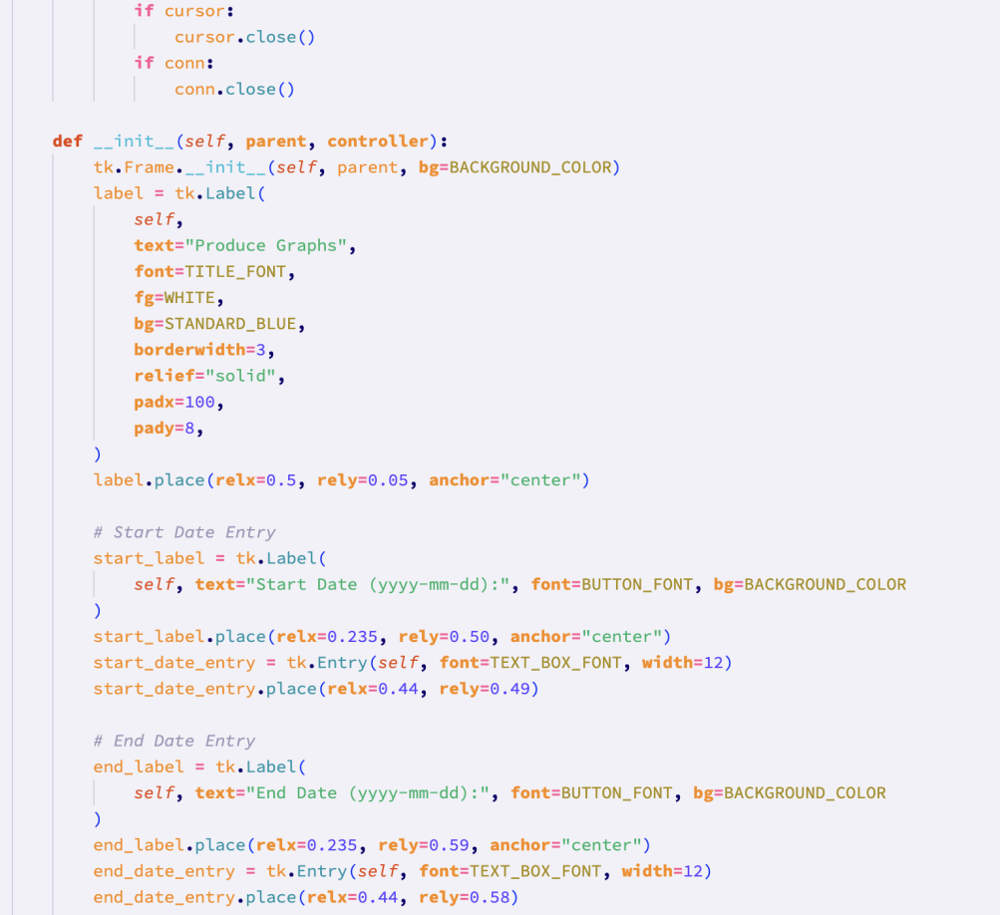 if cursor:
cursor.close()
if conn:
conn.close()
def __init__(self, parent, controller):
tk.Frame.__init__(self, parent, bg=BACKGROUND_COLOR)
label = tk.Label(
self,
text="Produce Graphs",
font=TITLE_FONT,
fg=WHITE,
bg=STANDARD_BLUE,
borderwidth=3,
relief="solid",
padx=100,
pady=8,
)
label.place(relx=0.5, rely=0.05, anchor="center")
# Start Date Entry
start_label = tk.Label(
self, text="Start Date (yyyy-mm-dd):", font=BUTTON_FONT, bg=BACKGROUND_COLOR
)
start_label.place(relx=0.235, rely=0.50, anchor="center")
start_date_entry = tk.Entry(self, font=TEXT_BOX_FONT, width=12)
start_date_entry.place(relx=0.44, rely=0.49)
# End Date Entry
end_label = tk.Label(
self, text="End Date (yyyy-mm-dd):", font=BUTTON_FONT, bg=BACKGROUND_COLOR
)
end_label.place(relx=0.235, rely=0.59, anchor="center")
end_date_entry = tk.Entry(self, font=TEXT_BOX_FONT, width=12)
end_date_entry.place(relx=0.44, rely=0.58)